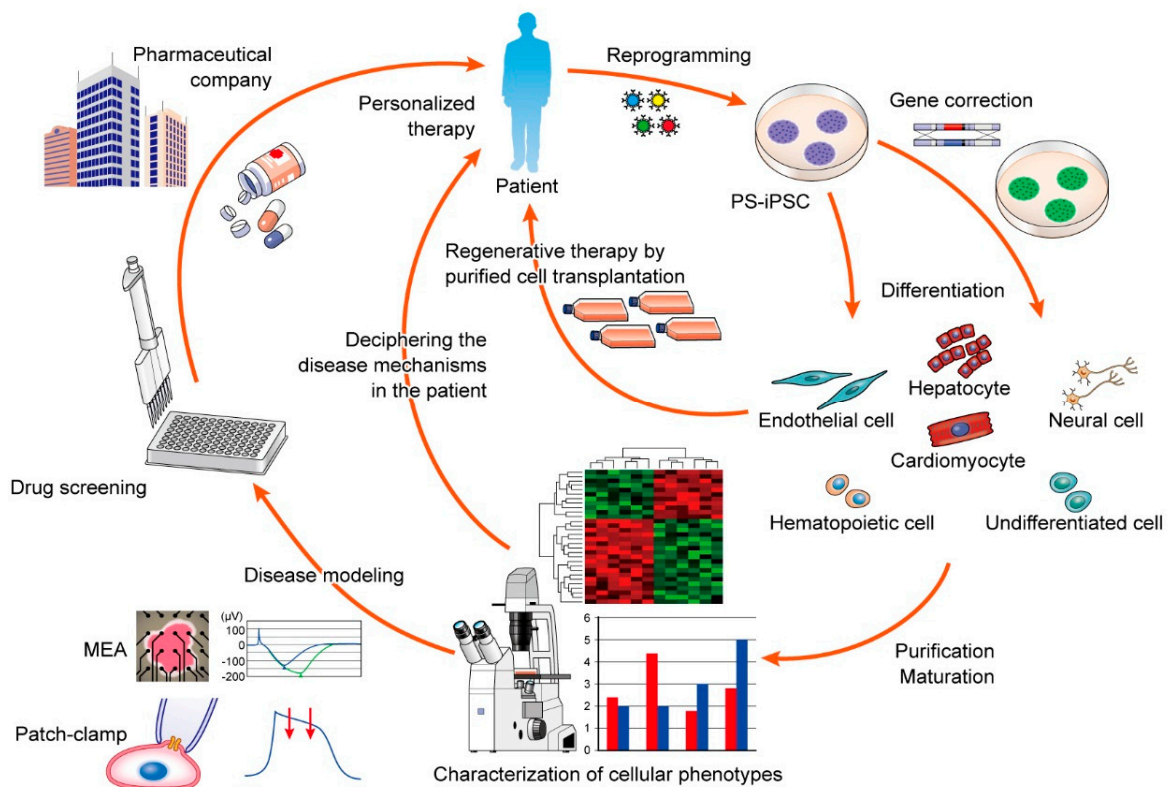 Pharmaceutical
company
Personalized
therapy
Patient
Reprogramming
PS-iPSC
Gene correction
Regenerative therapy by
purified cell transplantation
Differentiation
Deciphering the
disease mechanisms
in the patient
Hepatocyte
Endothelial cell
Neural cell
Cardiomyocyte
Hematopoietic cell
Undifferentiated cell
Drug screening
Disease modeling
MEA
(μV)
100
0
-100
-200
Patch-clamp
6
5
4
3
2
1
0
Purification
Maturation
Characterization of cellular phenotypes